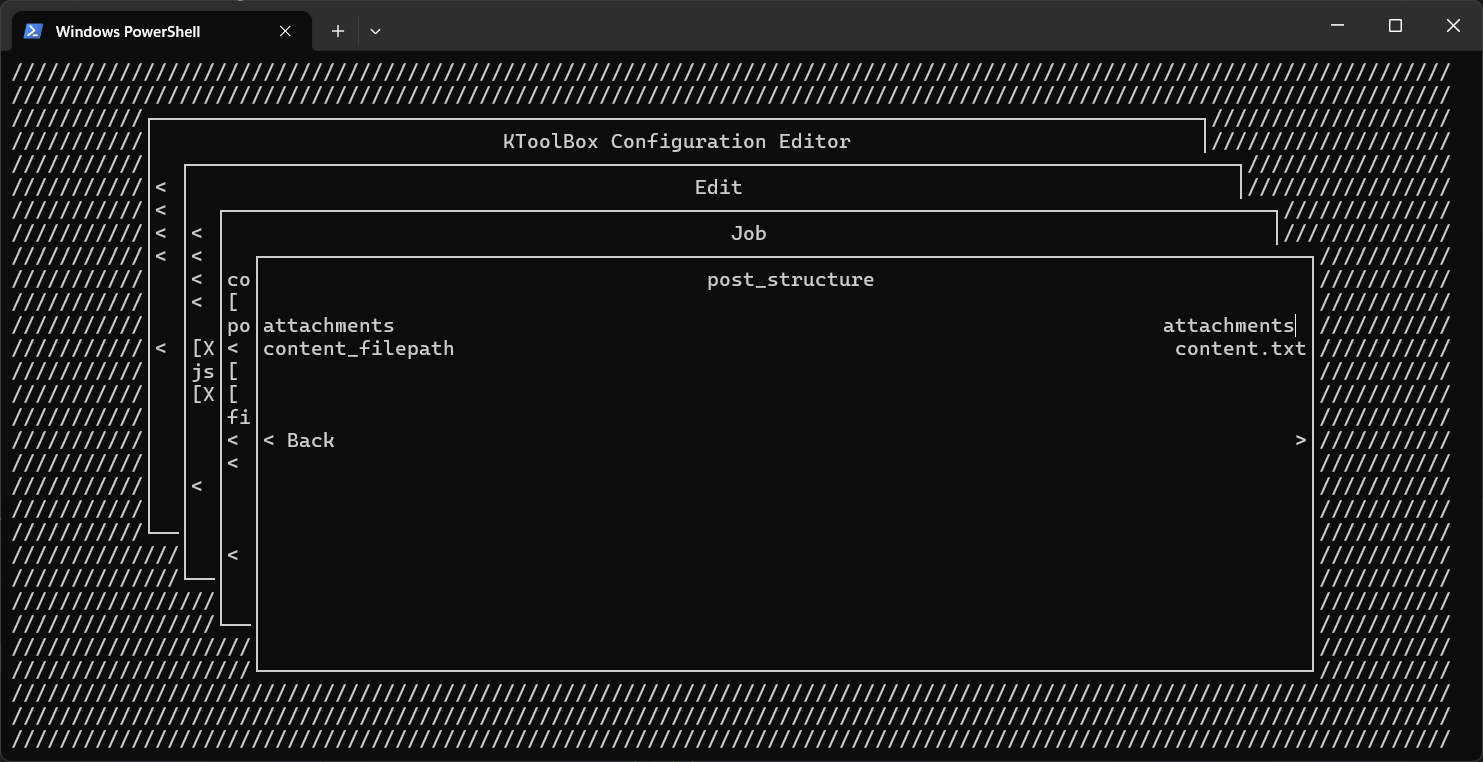 Windows PowerShell
KToolBox Configuration Editor
Edit
Job
post_structure
co
[
po
attachments attachments
content_filepath content.txt
[X
js
[X
[
[
fi
< Back >